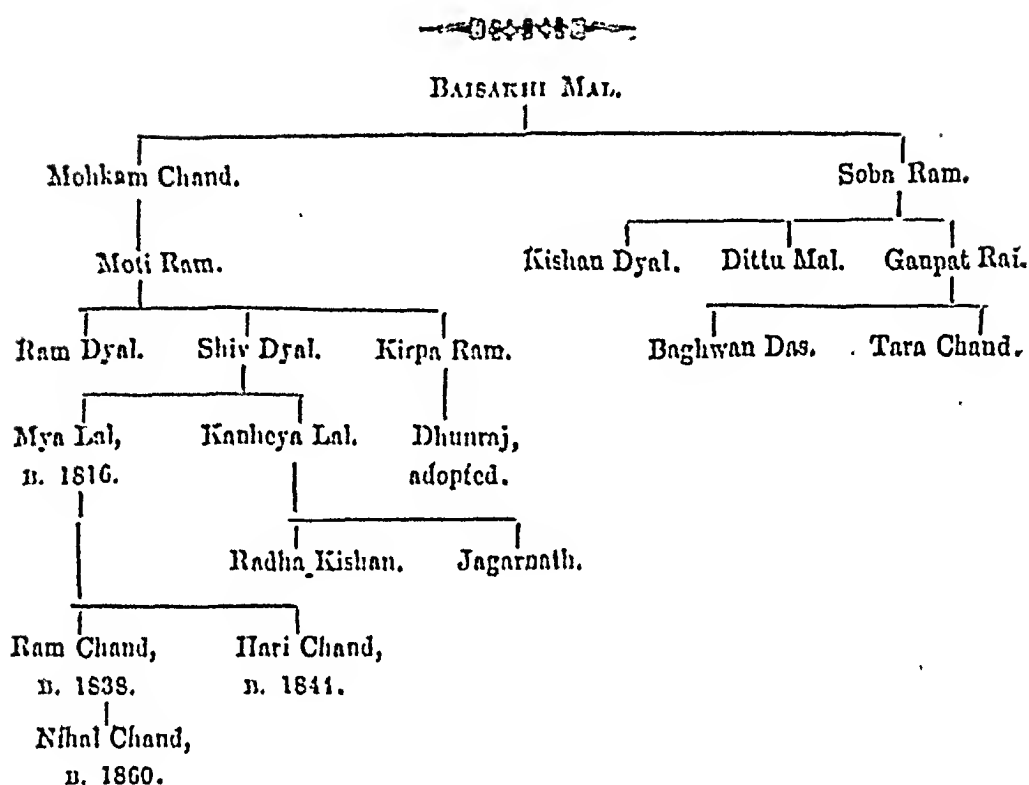 BAISAKHI MAL.
Mohkam Chand. Soba Ram.
Moti Ram. Kishan Dyal. Dittu Mal. Ganpat Rai.
Ram Dyal. Shiv Dyal. Kirpa Ram. Baghwan Das. Tara Chand.
Mya Lal, Kanheya Lal. Dhunraj,
B. 1816. adopted.
Radha Kishan. Jagarnath.
Ram Chand, Hari Chand,
B. 1838. B. 1841.
Nihal Chand,
B. 1860.